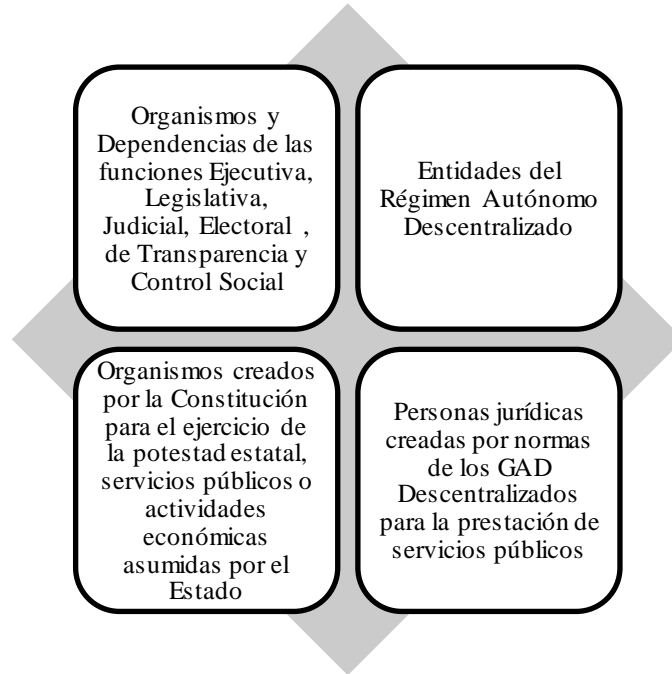 Organismos y
Dependencias de las
funciones Ejecutiva,
Legislativa,
Judicial, Electoral ,
de Transparencia y
Control Social
Entidades del
Régimen Autónomo
Descentralizado
Organismos creados
por la Constitución
para el ejercicio de
la potestad estatal,
servicios públicos o
actividades
económicas
asumidas por el
Estado
Personas jurídicas
creadas por normas
de los GAD
Descentralizados
para la prestación de
servicios públicos